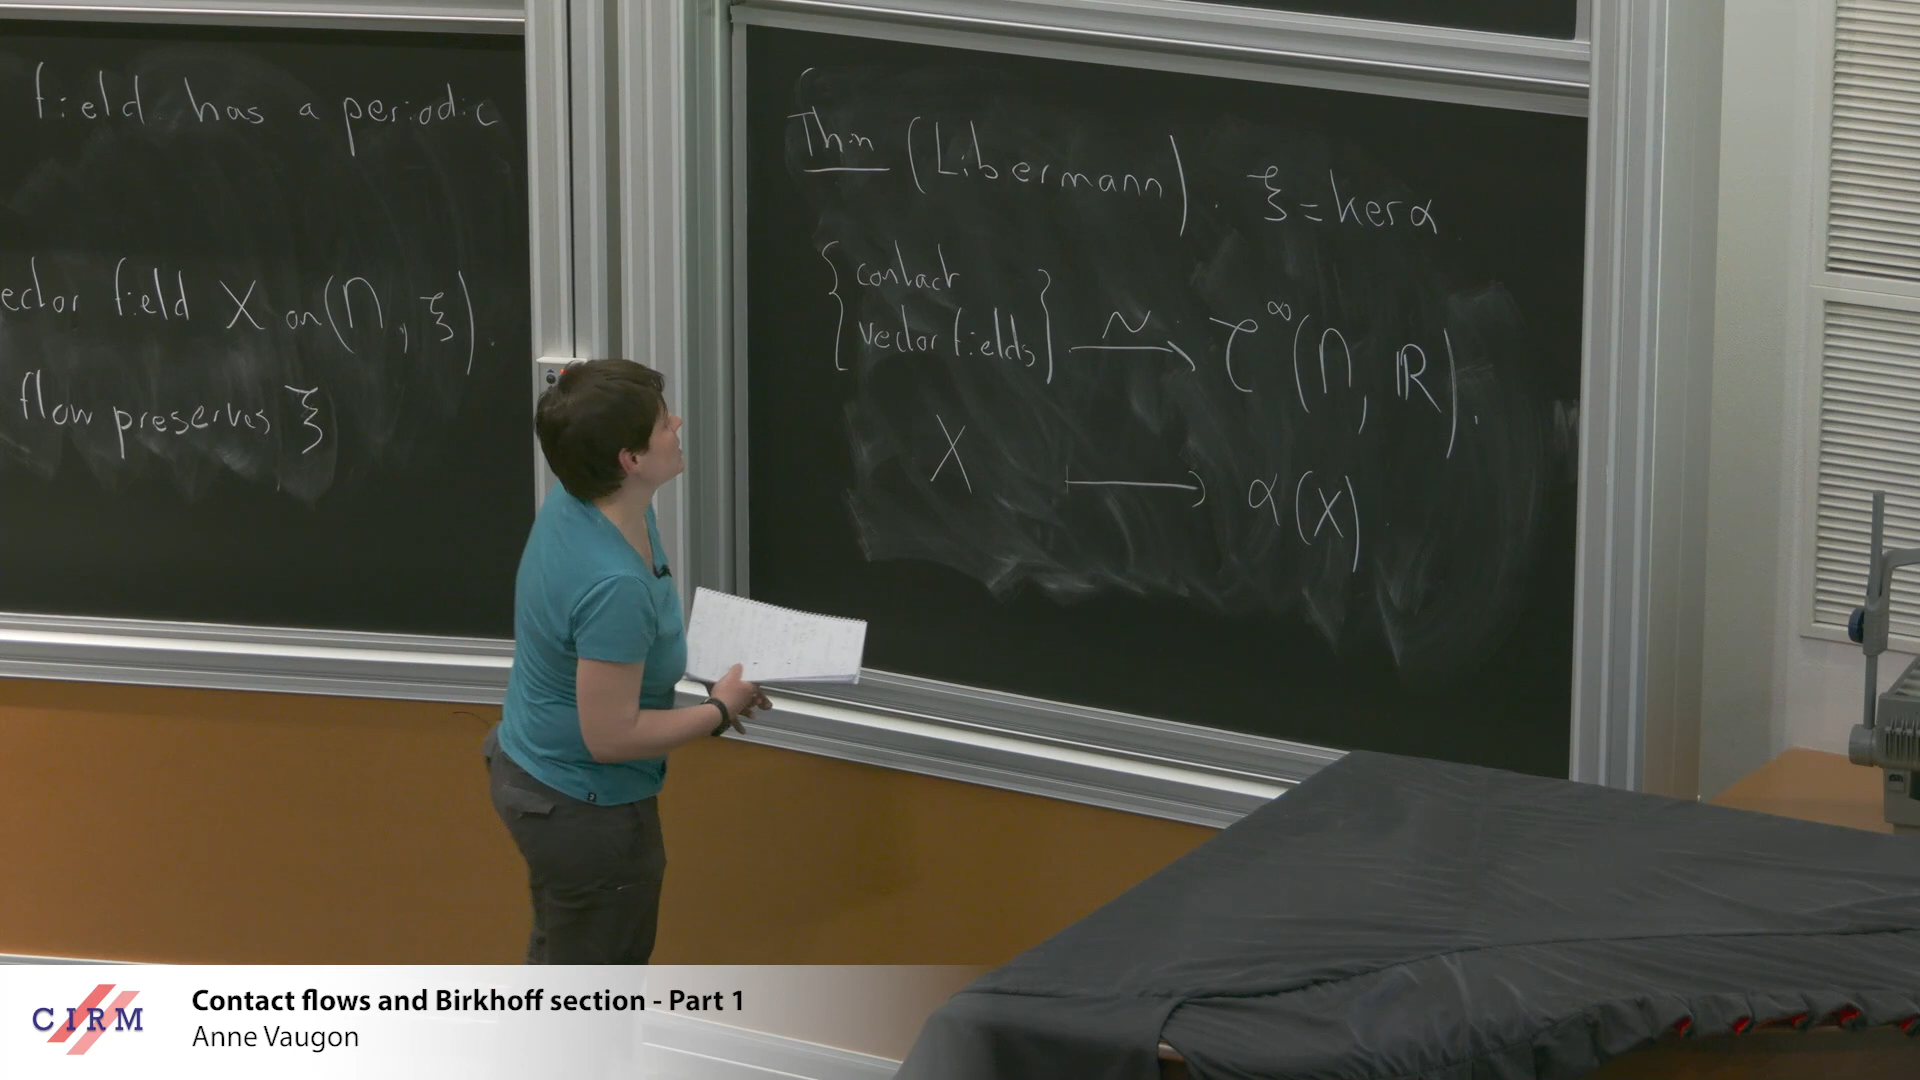 field has a periodic
ector field X on (M, ξ).
flow preserves ξ
Thm (Libermann). ξ = ker α
{ contact
vector fields } ∼→ C^∞(M, ℝ).
X ⟼ α(X)
CIRM
Contact flows and Birkhoff section - Part 1
Anne Vaugon